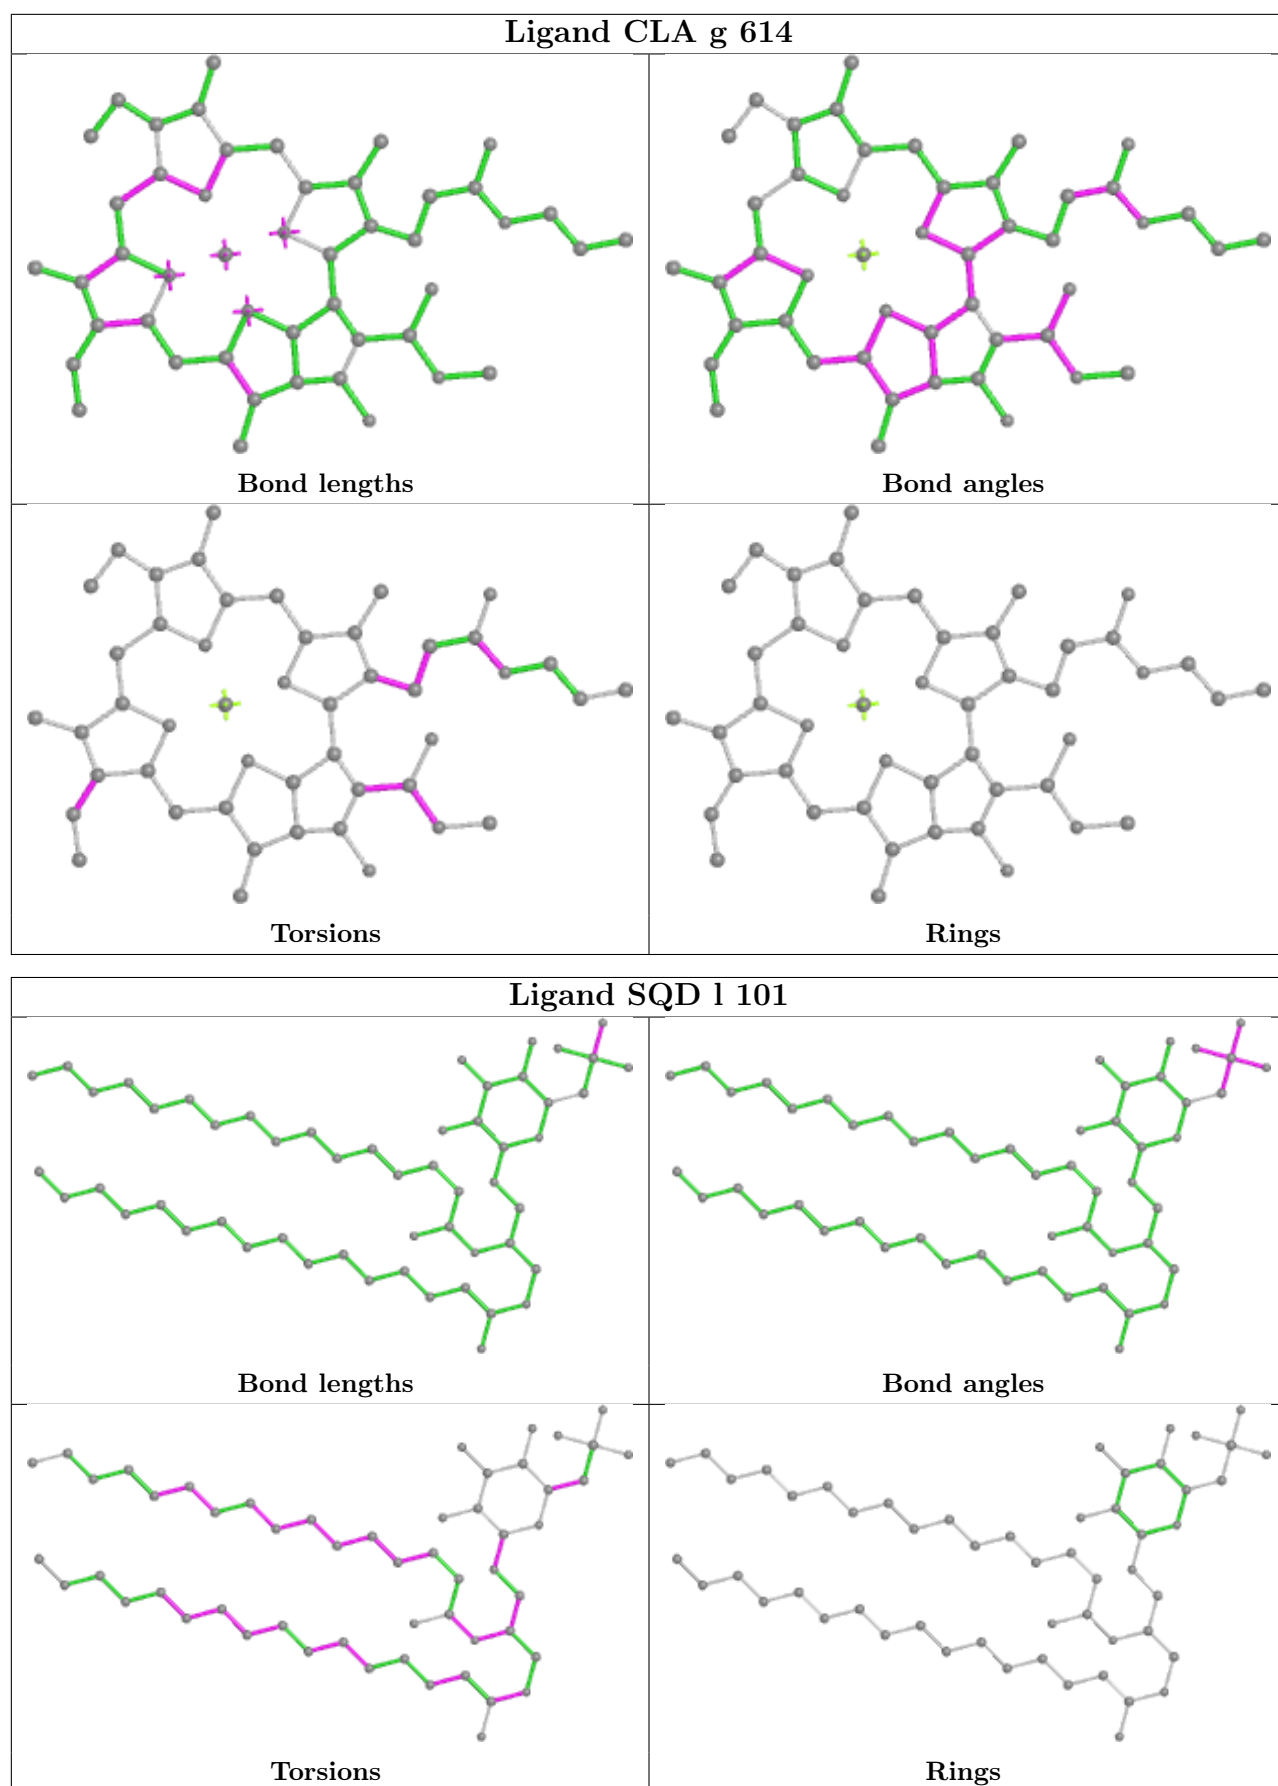 Ligand CLA g 614
Bond lengths
Bond angles
Torsions
Rings
Ligand SQD l 101
Bond lengths
Bond angles
Torsions
Rings